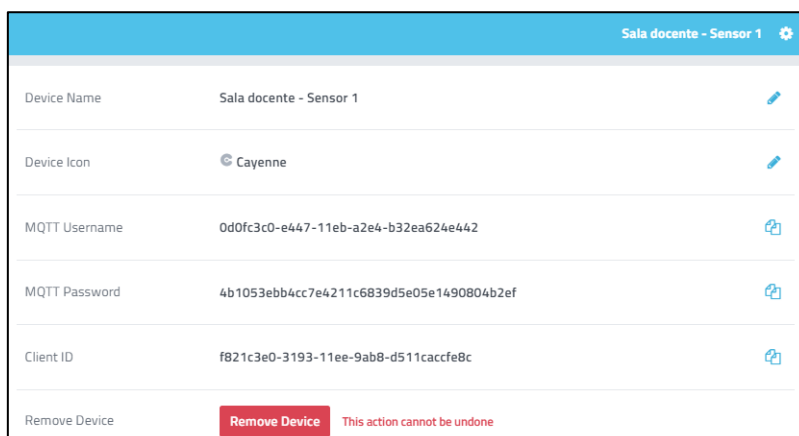 Sala docente - Sensor 1
Device Name Sala docente - Sensor 1
Device Icon Cayenne
MQTT Username 0d0fc3c0-e447-11eb-a2e4-b32ea624e442
MQTT Password 4b1053ebb4cc7e4211c6839d5e05e1490804b2ef
Client ID f821c3e0-3193-11ee-9ab8-d511caccfe8c
Remove Device Remove Device This action cannot be undone